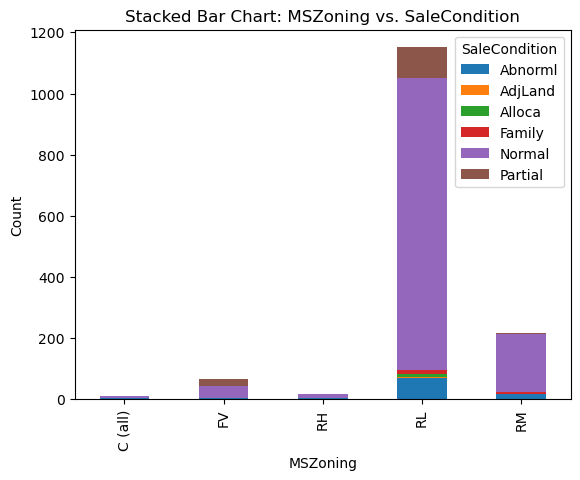 Stacked Bar Chart: MSZoning vs. SaleCondition
1200
1000
800
600
400
200
0
Count
SaleCondition
Abnorml
AdjLand
Alloca
Family
Normal
Partial
C (all)
FV
RH
RL
RM
MSZoning